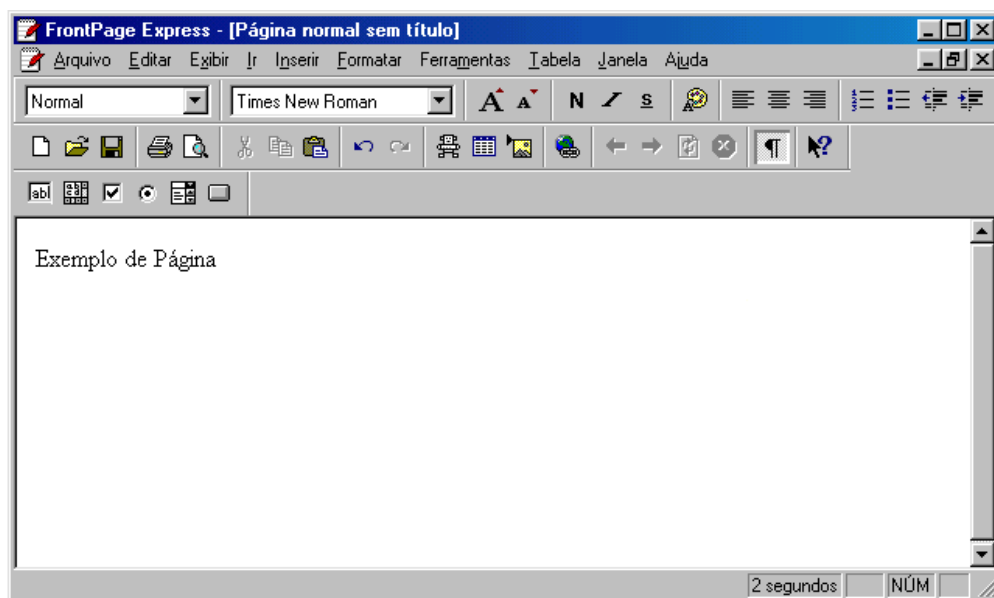 FrontPage Express - [Página normal sem título]
Arquivo Editar Exibir Ir Inserir Formatar Ferramentas Tabela Janela Ajuda
Normal Times New Roman A A N I S
abl
Exemplo de Página
2 segundos NÚM